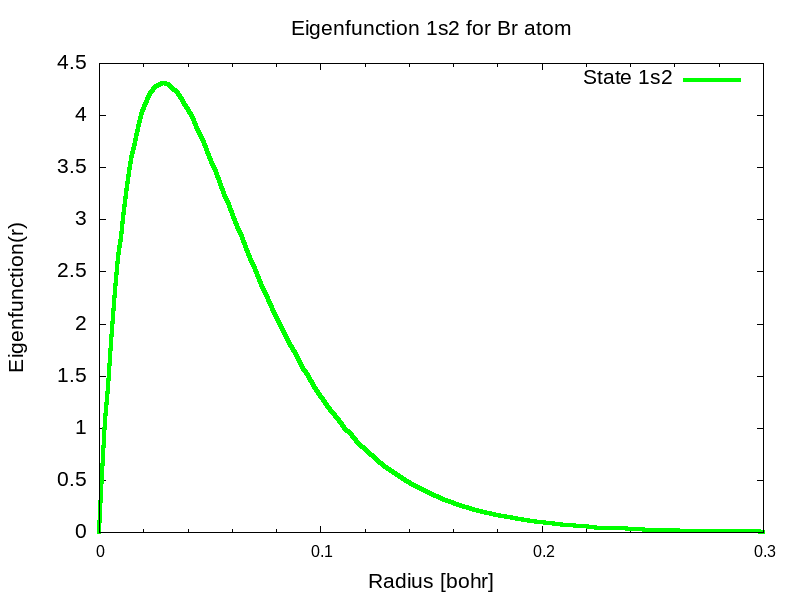 Eigenfunction 1s2 for Br atom
State 1s2
Eigenfunction(r)
4.5
4
3.5
3
2.5
2
1.5
1
0.5
0
0 0.1 0.2 0.3
Radius [bohr]